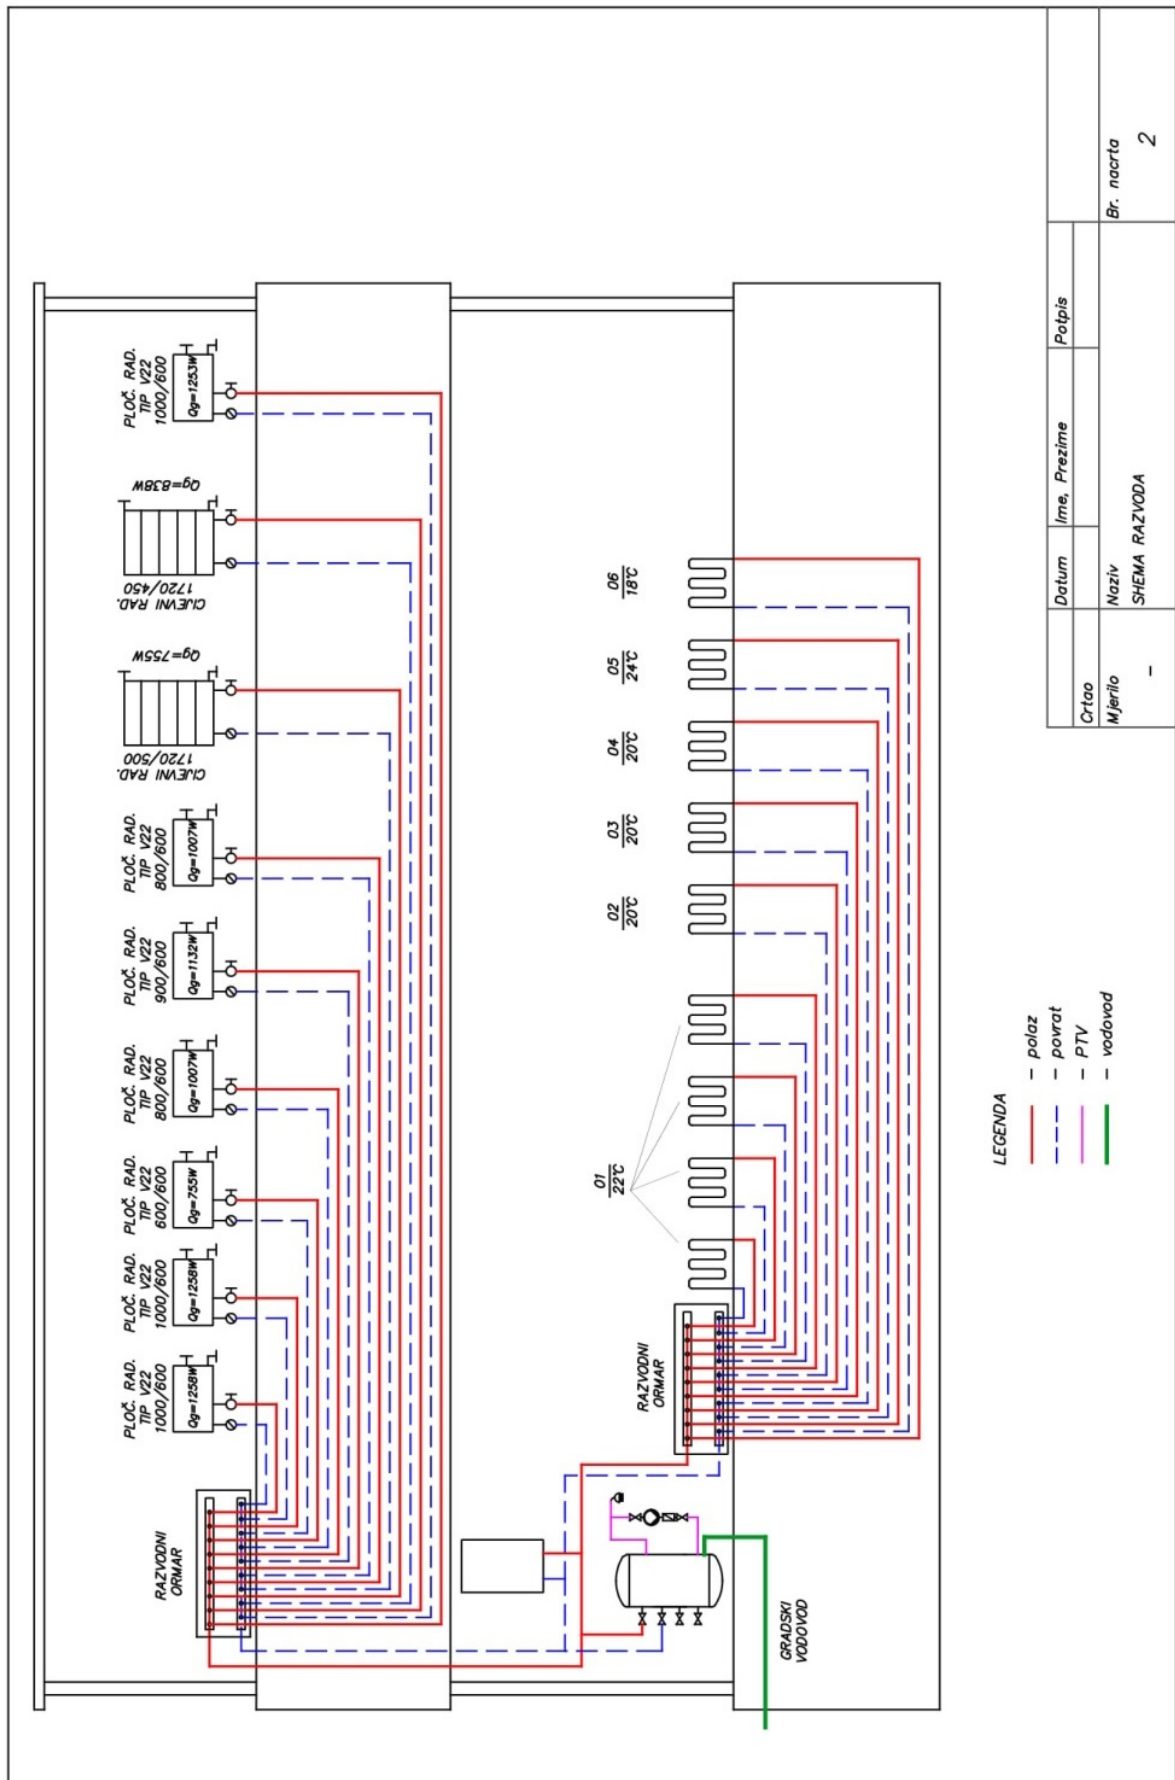 RAZVODNI
ORMAR
PLOČ. RAD.
TIP V22
1000/600
Qg=1258W
PLOČ. RAD.
TIP V22
1000/600
Qg=1258W
PLOČ. RAD.
TIP V22
600/600
Qg=755W
PLOČ. RAD.
TIP V22
800/600
Qg=1007W
PLOČ. RAD.
TIP V22
900/600
Qg=1132W
PLOČ. RAD.
TIP V22
800/600
Qg=1007W
CIJEVNI RAD.
1720/500
Qg=755W
CIJEVNI RAD.
1720/450
Qg=838W
PLOČ. RAD.
TIP V22
1000/600
Qg=1253W
RAZVODNI
ORMAR
01
22°C
02
20°C
03
20°C
04
20°C
05
24°C
06
18°C
GRADSKI
VODOVOD
LEGENDA
– polaz
– povrat
– PTV
– vodovod
Datum
Ime, Prezime
Potpis
Crtao
Mjerilo
–
Naziv
SHEMA RAZVODA
Br. nacrta
2